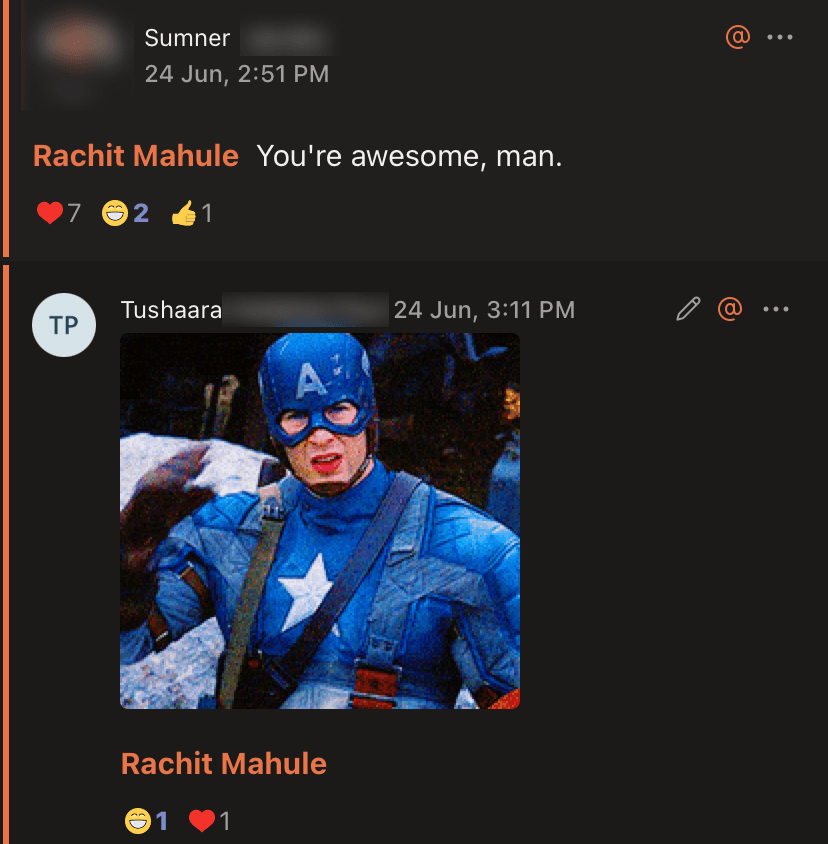 Sumner
24 Jun, 2:51 PM
Rachit Mahule You're awesome, man.
7 2 1
TP
Tushaara 24 Jun, 3:11 PM
A
Rachit Mahule
1 1